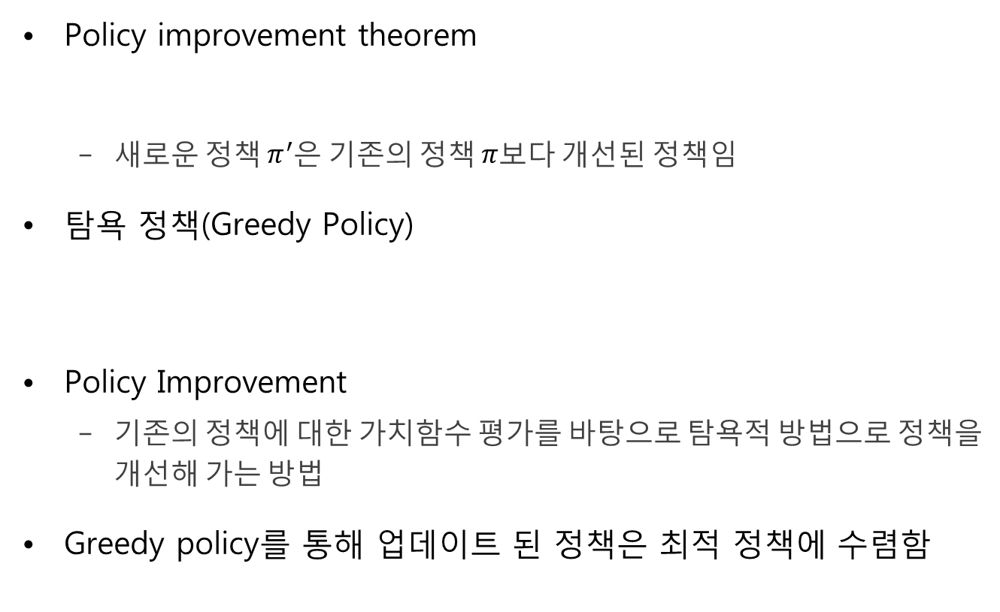 • Policy improvement theorem
– 새로운 정책 π′은 기존의 정책 π보다 개선된 정책임
• 탐욕 정책(Greedy Policy)
• Policy Improvement
– 기존의 정책에 대한 가치함수 평가를 바탕으로 탐욕적 방법으로 정책을
개선해 가는 방법
• Greedy policy를 통해 업데이트 된 정책은 최적 정책에 수렴함